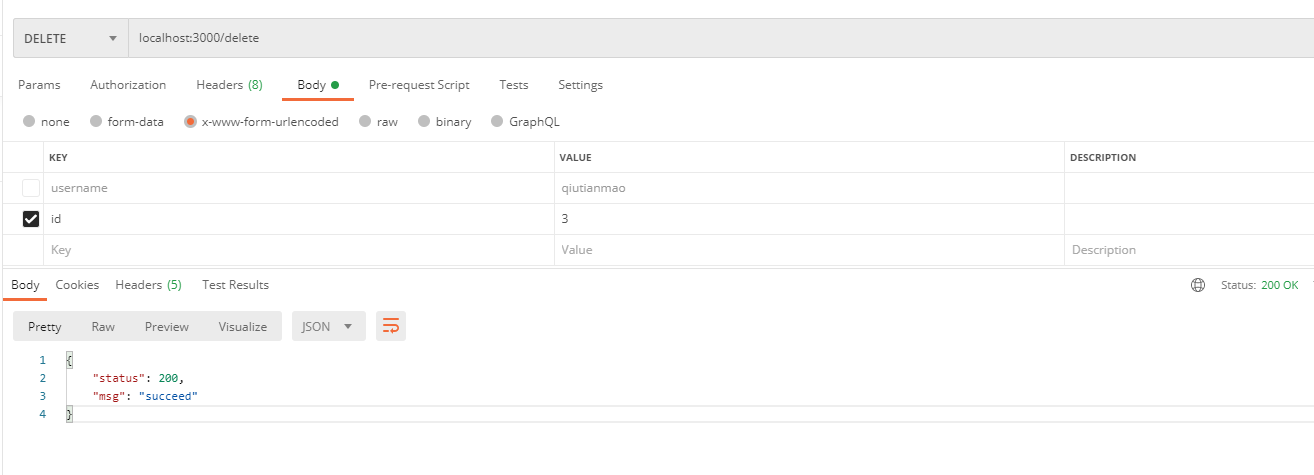 DELETE localhost:3000/delete
Params Authorization Headers (8) Body Pre-request Script Tests Settings
none form-data x-www-form-urlencoded raw binary GraphQL
KEY VALUE DESCRIPTION
username qiutianmao
id 3
Key Value Description
Body Cookies Headers (5) Test Results Status: 200 OK
Pretty Raw Preview Visualize JSON
1 {
2 "status": 200,
3 "msg": "succeed"
4 }